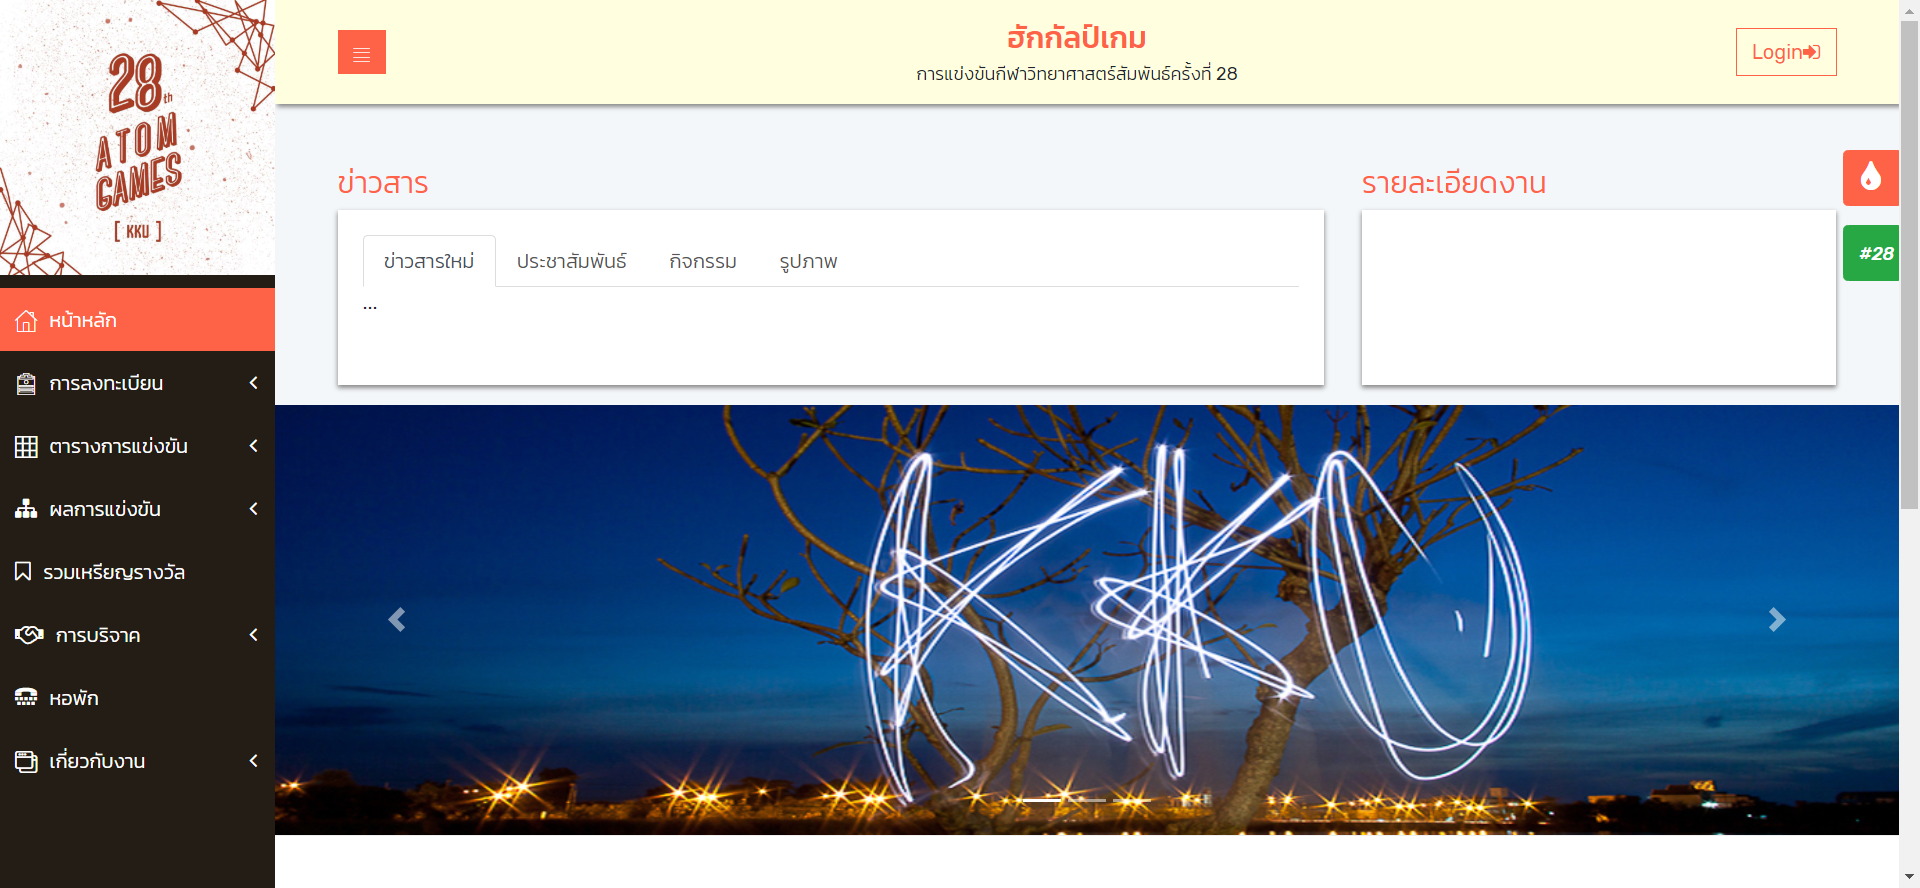 28th
ATOM
GAMES
[ KKU ]
หน้าหลัก
การลงทะเบียน
ตารางการแข่งขัน
ผลการแข่งขัน
รวมเหรียญรางวัล
การบริจาค
หอพัก
เกี่ยวกับงาน
ฮักกัลป์เกม
การแข่งขันกีฬาวิทยาศาสตร์สัมพันธ์ครั้งที่ 28
Login
ข่าวสาร
ข่าวสารใหม่ ประชาสัมพันธ์ กิจกรรม รูปภาพ
...
รายละเอียดงาน
#28
KKU